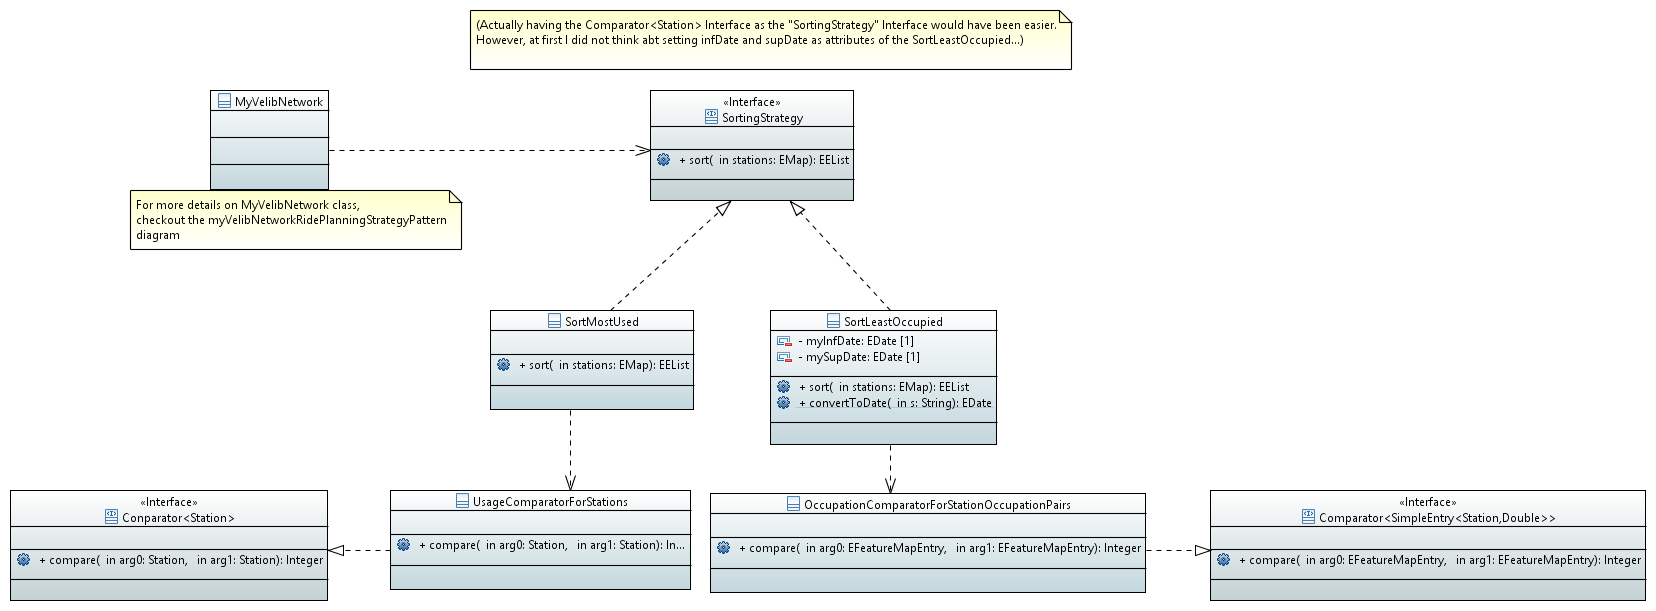 (Actually having the Comparator<Station> Interface as the "SortingStrategy" Interface would have been easier.
However, at first I did not think abt setting infDate and supDate as attributes of the SortLeastOccupied...)
MyVelibNetwork
«Interface»
SortingStrategy
+ sort( in stations: EMap): EEList
For more details on MyVelibNetwork class,
checkout the myVelibNetworkRidePlanningStrategyPattern
diagram
SortMostUsed
+ sort( in stations: EMap): EEList
SortLeastOccupied
- myInfDate: EDate [1]
- mySupDate: EDate [1]
+ sort( in stations: EMap): EEList
+ convertToDate( in s: String): EDate
«Interface»
Conparator<Station>
+ compare( in arg0: Station, in arg1: Station): Integer
UsageComparatorForStations
+ compare( in arg0: Station, in arg1: Station): In...
OccupationComparatorForStationOccupationPairs
+ compare( in arg0: EFeatureMapEntry, in arg1: EFeatureMapEntry): Integer
«Interface»
Comparator<SimpleEntry<Station,Double>>
+ compare( in arg0: EFeatureMapEntry, in arg1: EFeatureMapEntry): Integer